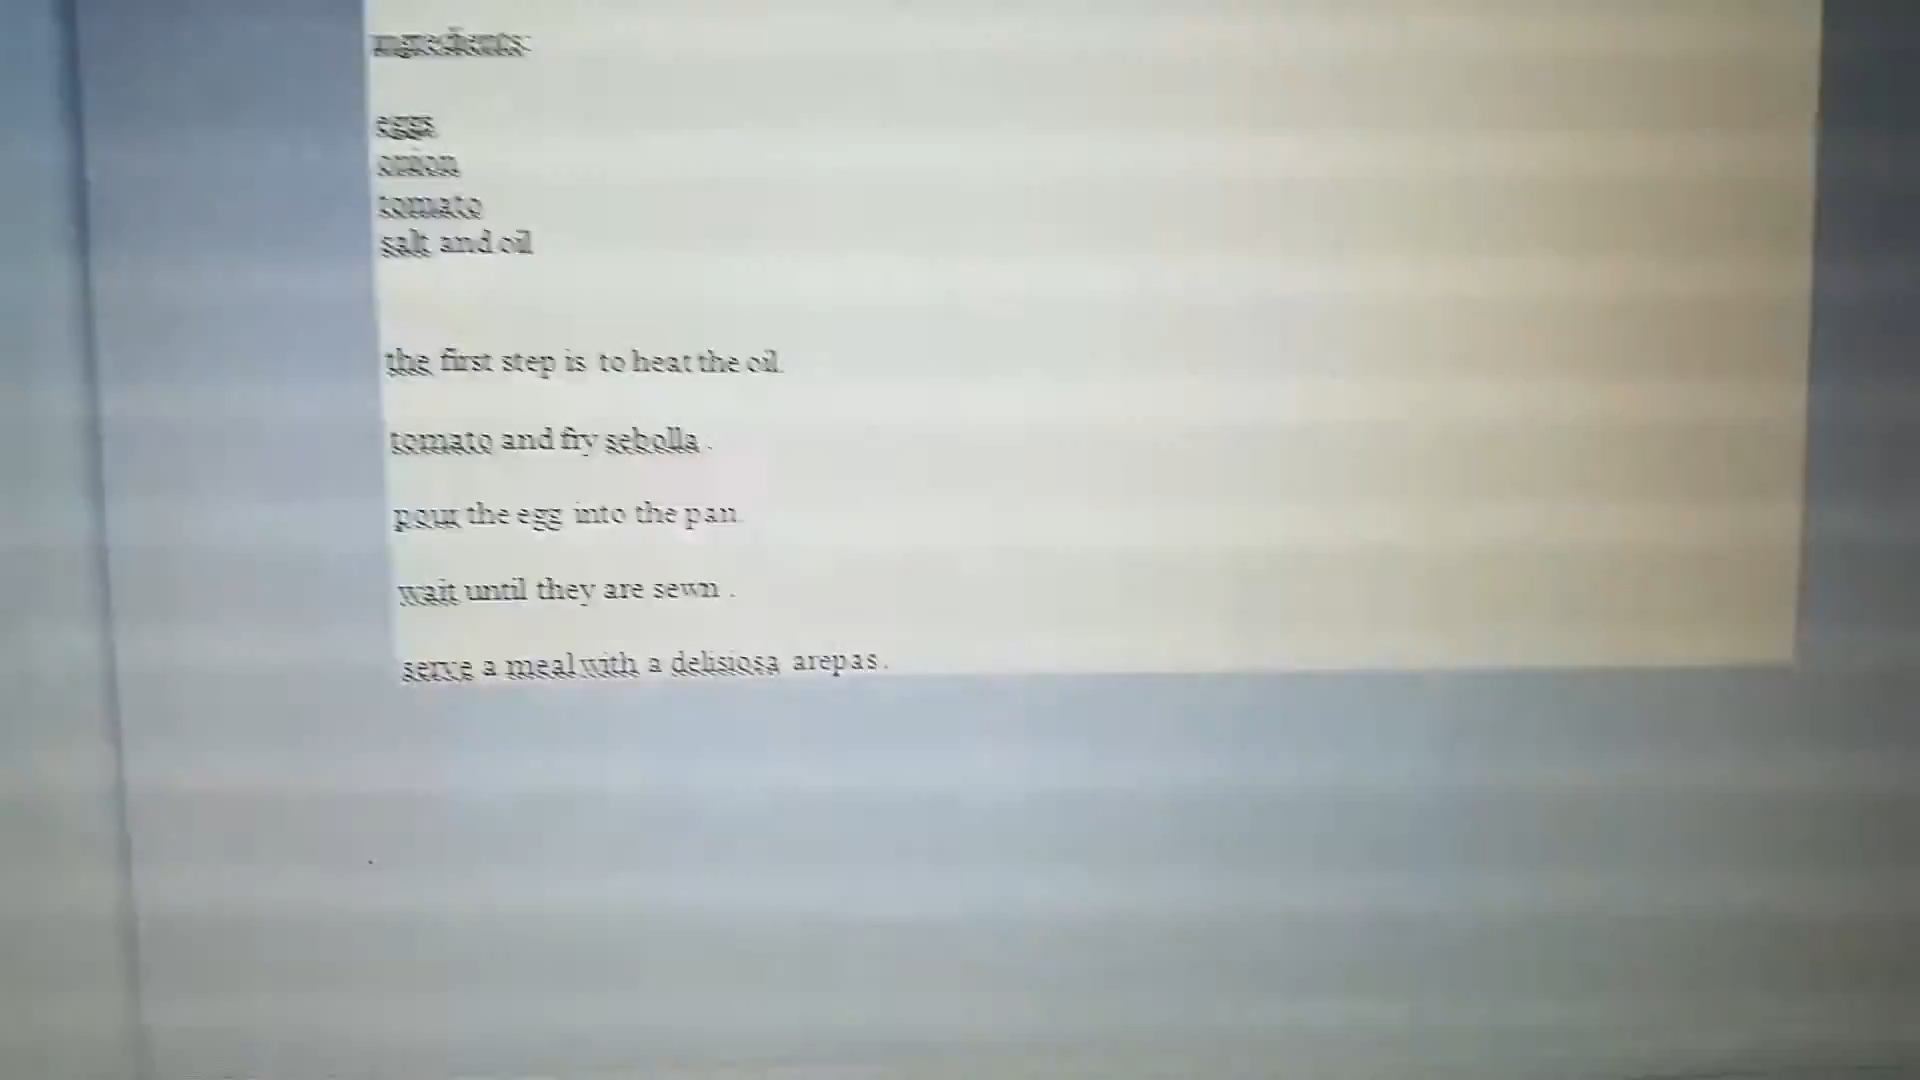 ingredients:
eggs
onion
tomato
salt and oil
the first step is to heat the oil.
tomato and fry sebolla .
pour the egg into the pan.
wait until they are sewn .
serve a meal with a delisiosa arepas .